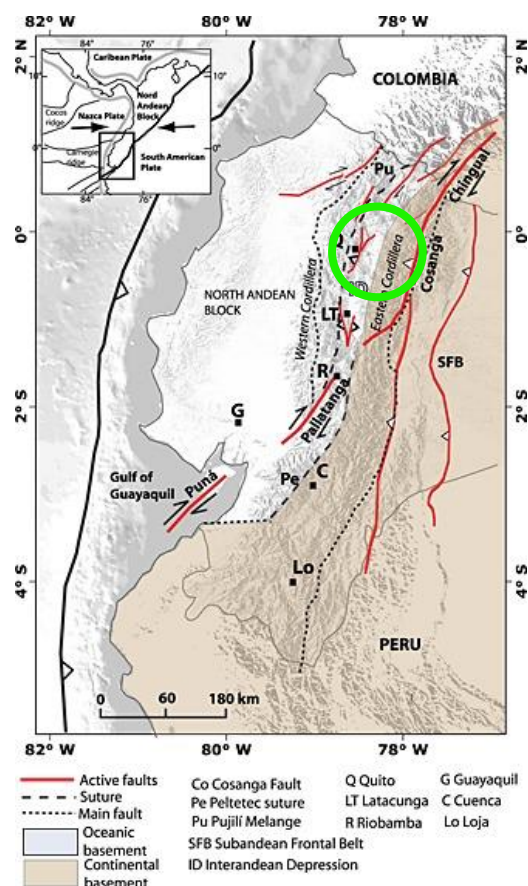 82° W
80° W
78° W
84°
76°
Caribbean Plate
10°
10°
Nord
Andean
Block
Cocos
ridge
Nazca Plate
0°
0°
Carnegie
ridge
South American
Plate
84°
76°
COLOMBIA
2° N
2° N
Pu
Chingual
0°
0°
Cosanga
Eastern Cordillera
Western Cordillera
NORTH ANDEAN
BLOCK
ID
LT
SFB
R
Pallatanga
G
2° S
2° S
Gulf of
Guayaquil
Puná
Pe
C
Lo
4° S
4° S
PERU
0 60 180 km
82° W
80° W
78° W
Active faults
Suture
Main fault
Oceanic
basement
Continental
basement
Co Cosanga Fault
Pe Peltetec suture
Pu Pujilí Melange
SFB Subandean Frontal Belt
ID Interandean Depression
Q Quito
LT Latacunga
R Riobamba
G Guayaquil
C Cuenca
Lo Loja